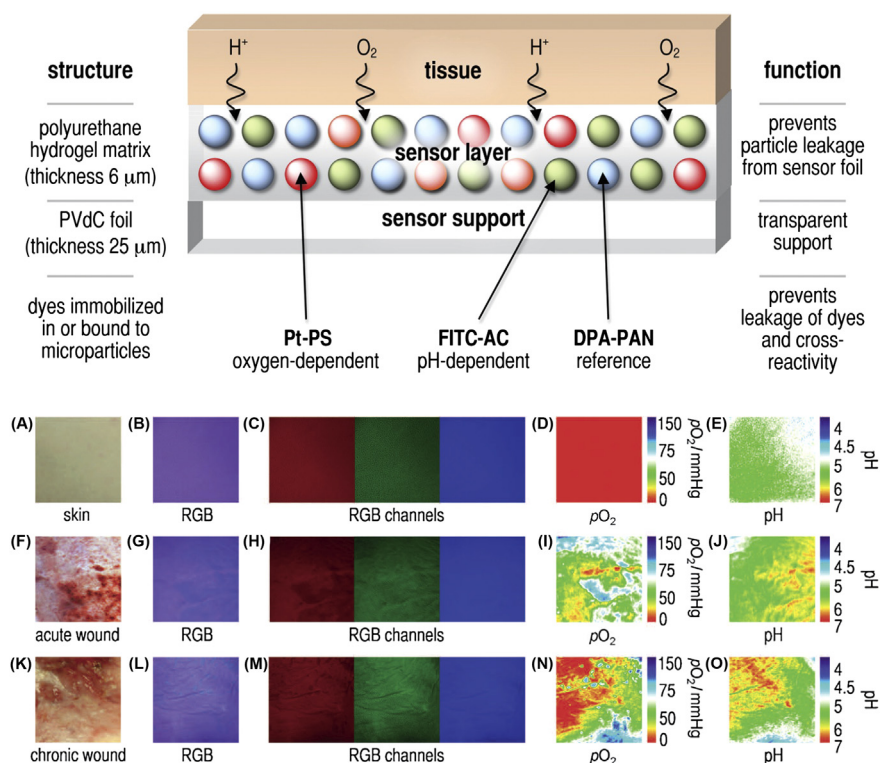 H⁺ O₂ H⁺ O₂
structure
tissue
function
polyurethane
hydrogel matrix
(thickness 6 µm)
sensor layer
prevents
particle leakage
from sensor foil
PVdC foil
(thickness 25 µm)
sensor support
transparent
support
dyes immobilized
in or bound to
microparticles
Pt-PS
oxygen-dependent
FITC-AC
pH-dependent
DPA-PAN
reference
prevents
leakage of dyes
and cross-
reactivity
(A) (B) (C) (D) (E)
150
75
50
0
pO₂/mmHg
4
4.5
5
6
7
pH
skin RGB RGB channels pO₂ pH
(F) (G) (H) (I) (J)
150
75
50
0
pO₂/mmHg
4
4.5
5
6
7
pH
acute wound RGB RGB channels pO₂ pH
(K) (L) (M) (N) (O)
150
75
50
0
pO₂/mmHg
4
4.5
5
6
7
pH
chronic wound RGB RGB channels pO₂ pH